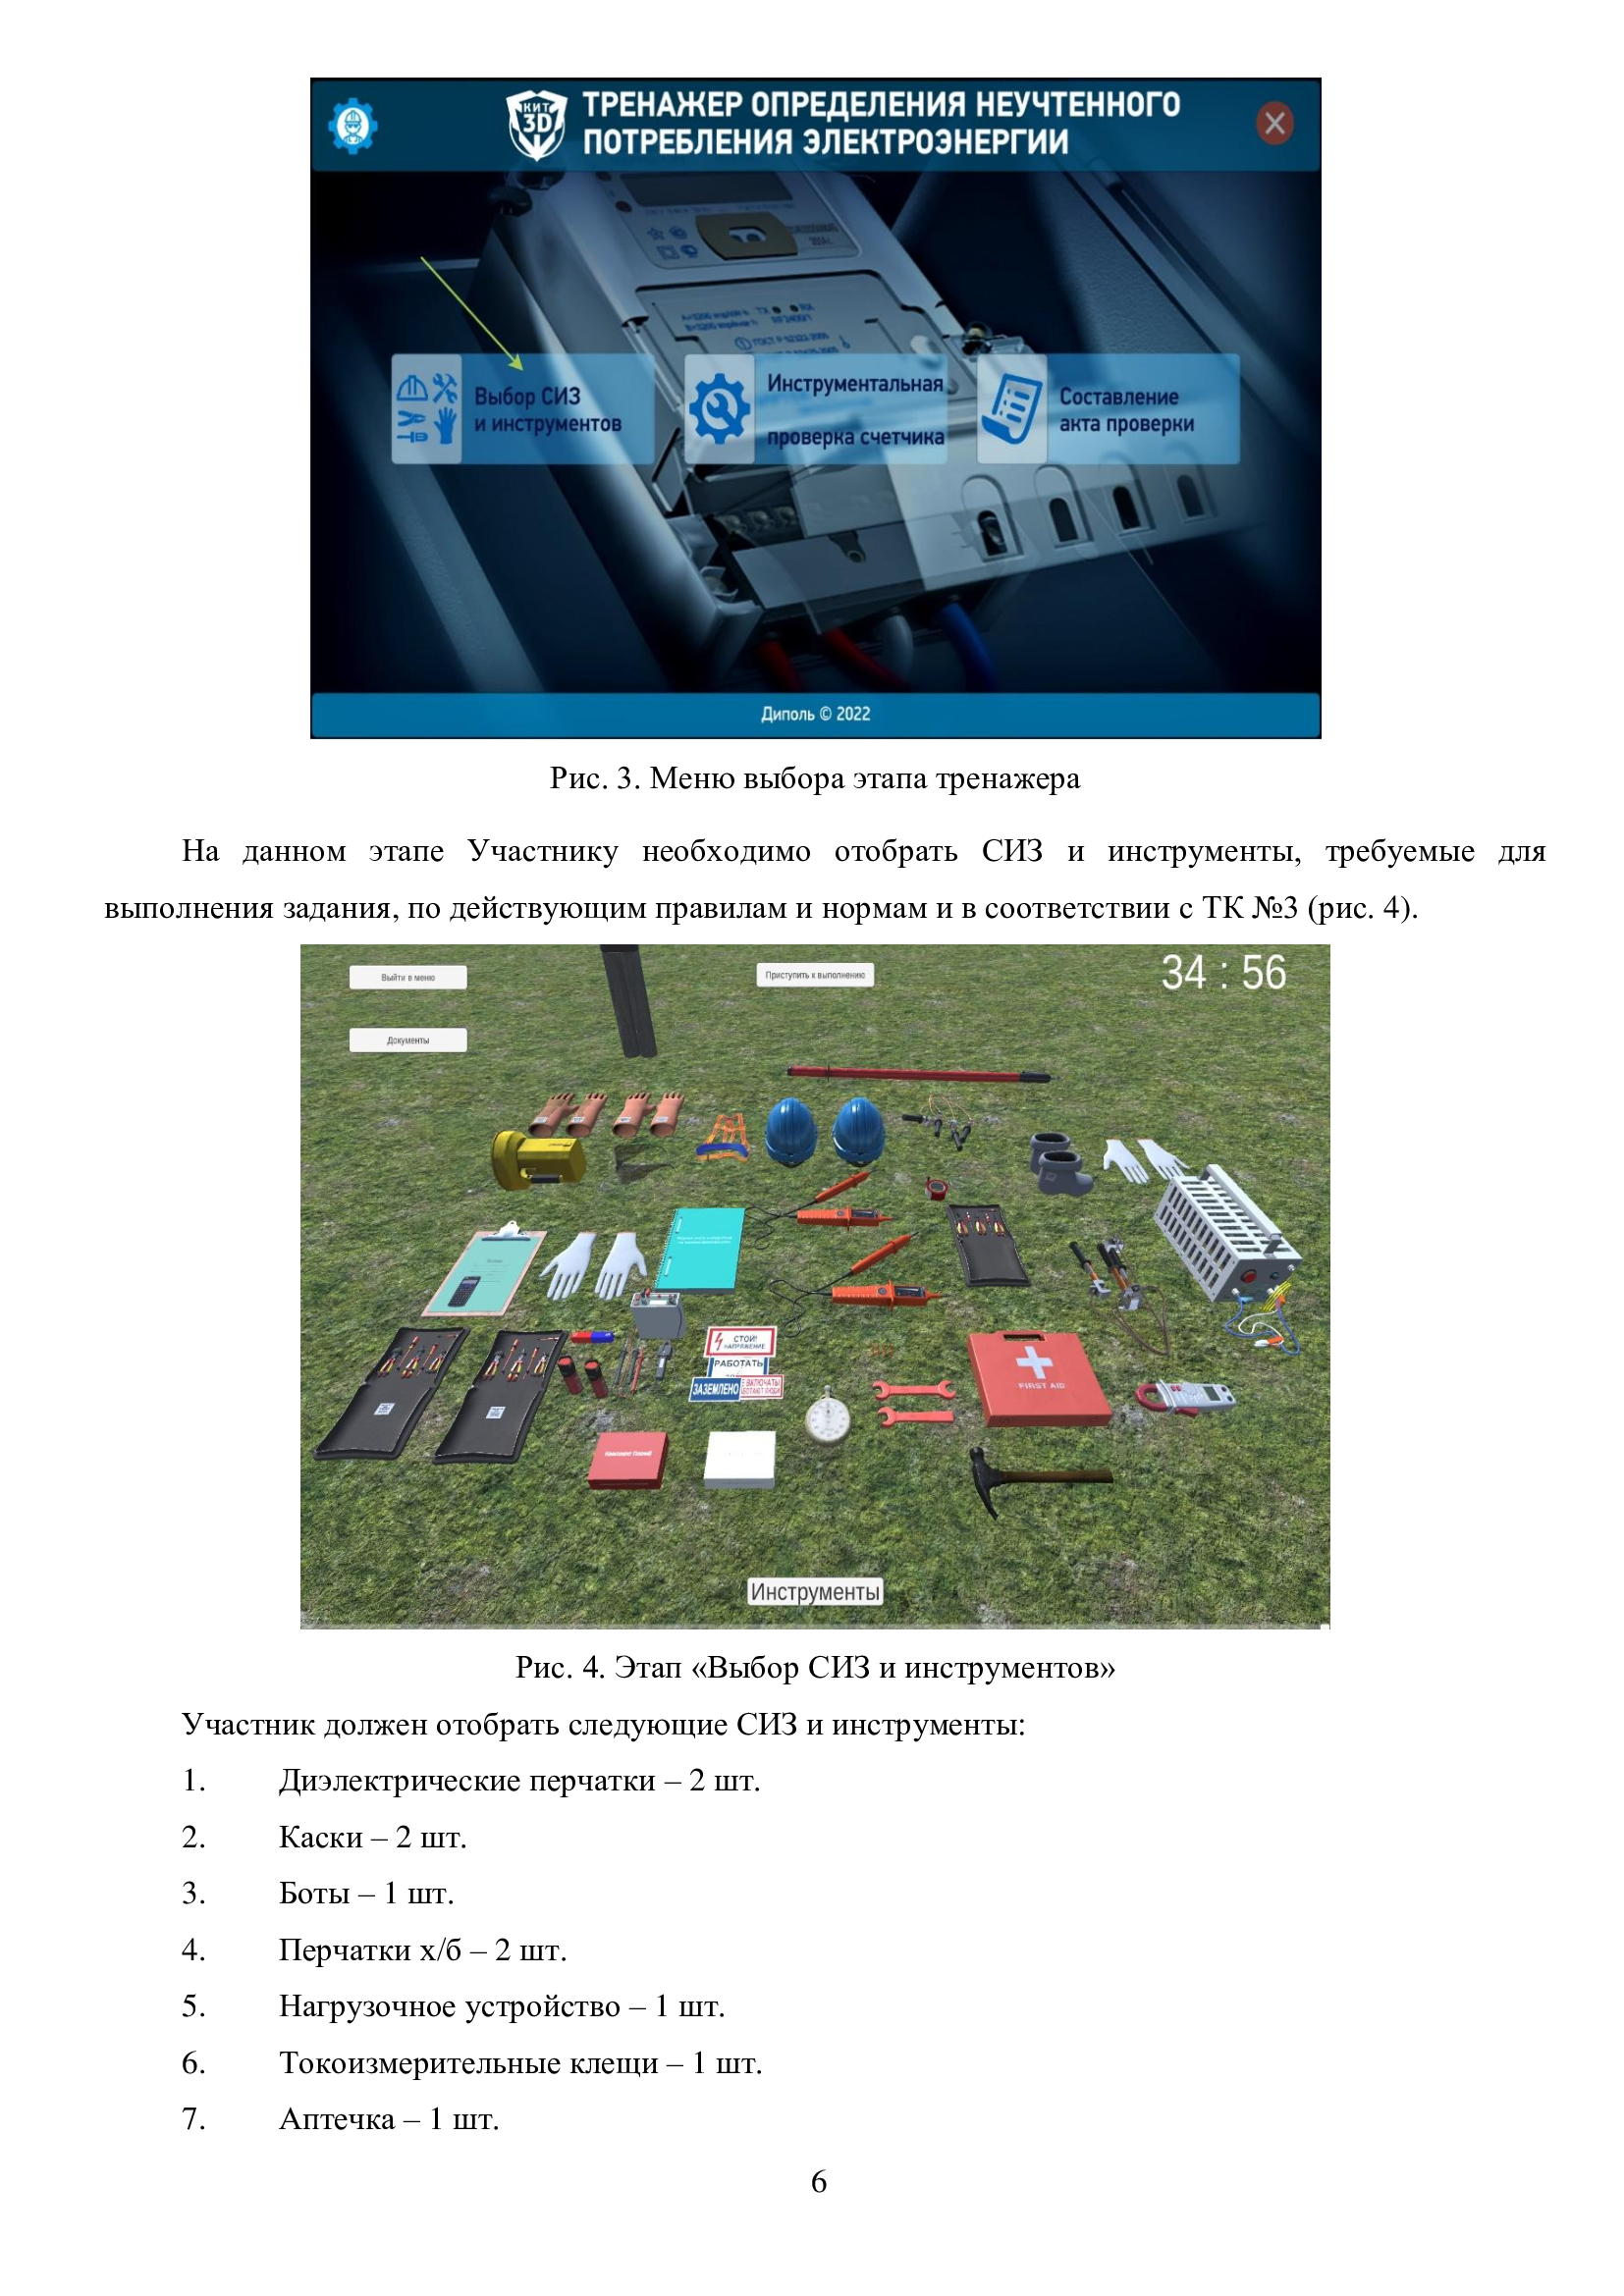 КИТ
3D
ТРЕНАЖЕР ОПРЕДЕЛЕНИЯ НЕУЧТЕННОГО
ПОТРЕБЛЕНИЯ ЭЛЕКТРОЭНЕРГИИ
Выбор СИЗ
и инструментов
Инструментальная
проверка счетчика
Составление
акта проверки
Диполь © 2022
Рис. 3. Меню выбора этапа тренажера
На данном этапе Участнику необходимо отобрать СИЗ и инструменты, требуемые для
выполнения задания, по действующим правилам и нормам и в соответствии с ТК №3 (рис. 4).
Выйти в меню
Приступить к выполнению
34 : 56
Документы
СТОЙ!
НАПРЯЖЕНИЕ
РАБОТАТЬ
ЗАЗЕМЛЕНО
Е ВКЛЮЧАТЬ
FIRST AID
Инструменты
Рис. 4. Этап «Выбор СИЗ и инструментов»
Участник должен отобрать следующие СИЗ и инструменты:
1. Диэлектрические перчатки – 2 шт.
2. Каски – 2 шт.
3. Боты – 1 шт.
4. Перчатки х/б – 2 шт.
5. Нагрузочное устройство – 1 шт.
6. Токоизмерительные клещи – 1 шт.
7. Аптечка – 1 шт.
6